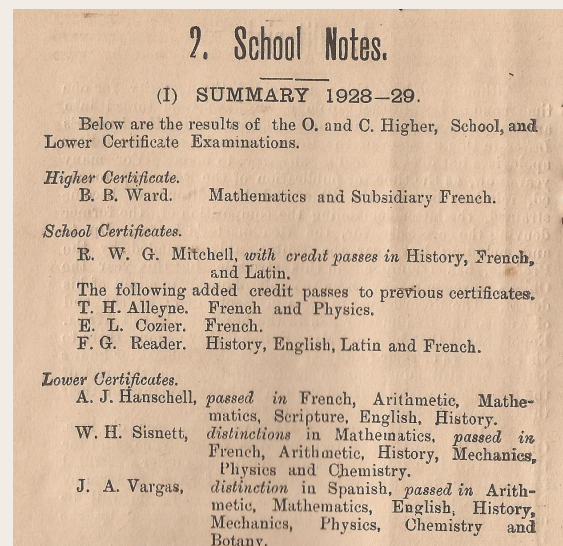 2. School Notes.
(I) SUMMARY 1928—29.
Below are the results of the O. and C. Higher, School, and
Lower Certificate Examinations.
Higher Certificate.
B. B. Ward. Mathematics and Subsidiary French.
School Certificates.
R. W. G. Mitchell, with credit passes in History, French,
and Latin.
The following added credit passes to previous certificates.
T. H. Alleyne. French and Physics.
E. L. Cozier. French.
F. G. Reader. History, English, Latin and French.
Lower Certificates.
A. J. Hanschell, passed in French, Arithmetic, Mathe-
matics, Scripture, English, History.
W. H. Sisnett, distinctions in Mathematics, passed in
French, Arithmetic, History, Mechanics,
Physics and Chemistry.
J. A. Vargas, distinction in Spanish, passed in Arith-
metic, Mathematics, English, History,
Mechanics, Physics, Chemistry and
Botany.